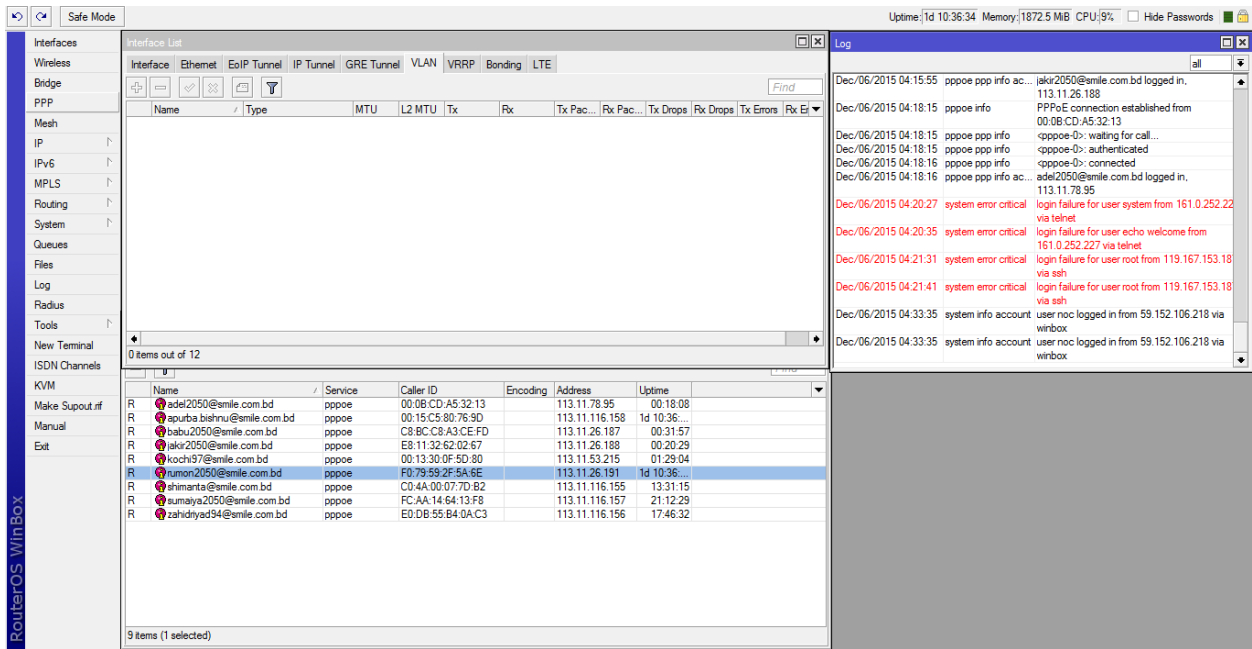 Safe Mode
Uptime: 1d 10:36:34 Memory: 1872.5 MiB CPU: 9% Hide Passwords
RouterOS WinBox
Interfaces
Wireless
Bridge
PPP
Mesh
IP
IPv6
MPLS
Routing
System
Queues
Files
Log
Radius
Tools
New Terminal
ISDN Channels
KVM
Make Supout.rif
Manual
Exit
Interface List
Interface Ethernet EoIP Tunnel IP Tunnel GRE Tunnel VLAN VRRP Bonding LTE
Find
Name Type MTU L2 MTU Tx Rx Tx Pac... Rx Pac... Tx Drops Rx Drops Tx Errors Rx Er
0 items out of 12
Name Service Caller ID Encoding Address Uptime
R adel2050@smile.com.bd pppoe 00:0B:CD:A5:32:13 113.11.78.95 00:18:08
R apurba.bishnu@smile.com.bd pppoe 00:15:C5:80:76:9D 113.11.116.158 1d 10:36:...
R babu2050@smile.com.bd pppoe C8:BC:C8:A3:CE:FD 113.11.26.187 00:31:57
R jakir2050@smile.com.bd pppoe E8:11:32:62:02:67 113.11.26.188 00:20:29
R kochi97@smile.com.bd pppoe 00:13:30:0F:5D:80 113.11.53.215 01:29:04
R rumon2050@smile.com.bd pppoe F0:79:59:2F:5A:6E 113.11.26.191 1d 10:36:...
R shimanta@smile.com.bd pppoe C0:4A:00:07:7D:B2 113.11.116.155 13:31:15
R sumaiya2050@smile.com.bd pppoe FC:AA:14:64:13:F8 113.11.116.157 21:12:29
R zahidriyad94@smile.com.bd pppoe E0:DB:55:B4:0A:C3 113.11.116.156 17:46:32
9 items (1 selected)
Log
all
Dec/06/2015 04:15:55 pppoe ppp info ac... jakir2050@smile.com.bd logged in,
113.11.26.188
Dec/06/2015 04:18:15 pppoe info PPPoE connection established from
00:0B:CD:A5:32:13
Dec/06/2015 04:18:15 pppoe ppp info <pppoe-0>: waiting for call...
Dec/06/2015 04:18:15 pppoe ppp info <pppoe-0>: authenticated
Dec/06/2015 04:18:16 pppoe ppp info <pppoe-0>: connected
Dec/06/2015 04:18:16 pppoe ppp info ac... adel2050@smile.com.bd logged in,
113.11.78.95
Dec/06/2015 04:20:27 system error critical login failure for user system from 161.0.252.22
via telnet
Dec/06/2015 04:20:35 system error critical login failure for user echo welcome from
161.0.252.227 via telnet
Dec/06/2015 04:21:31 system error critical login failure for user root from 119.167.153.18
via ssh
Dec/06/2015 04:21:41 system error critical login failure for user root from 119.167.153.18
via ssh
Dec/06/2015 04:33:35 system info account user noc logged in from 59.152.106.218 via
winbox
Dec/06/2015 04:33:35 system info account user noc logged in from 59.152.106.218 via
winbox